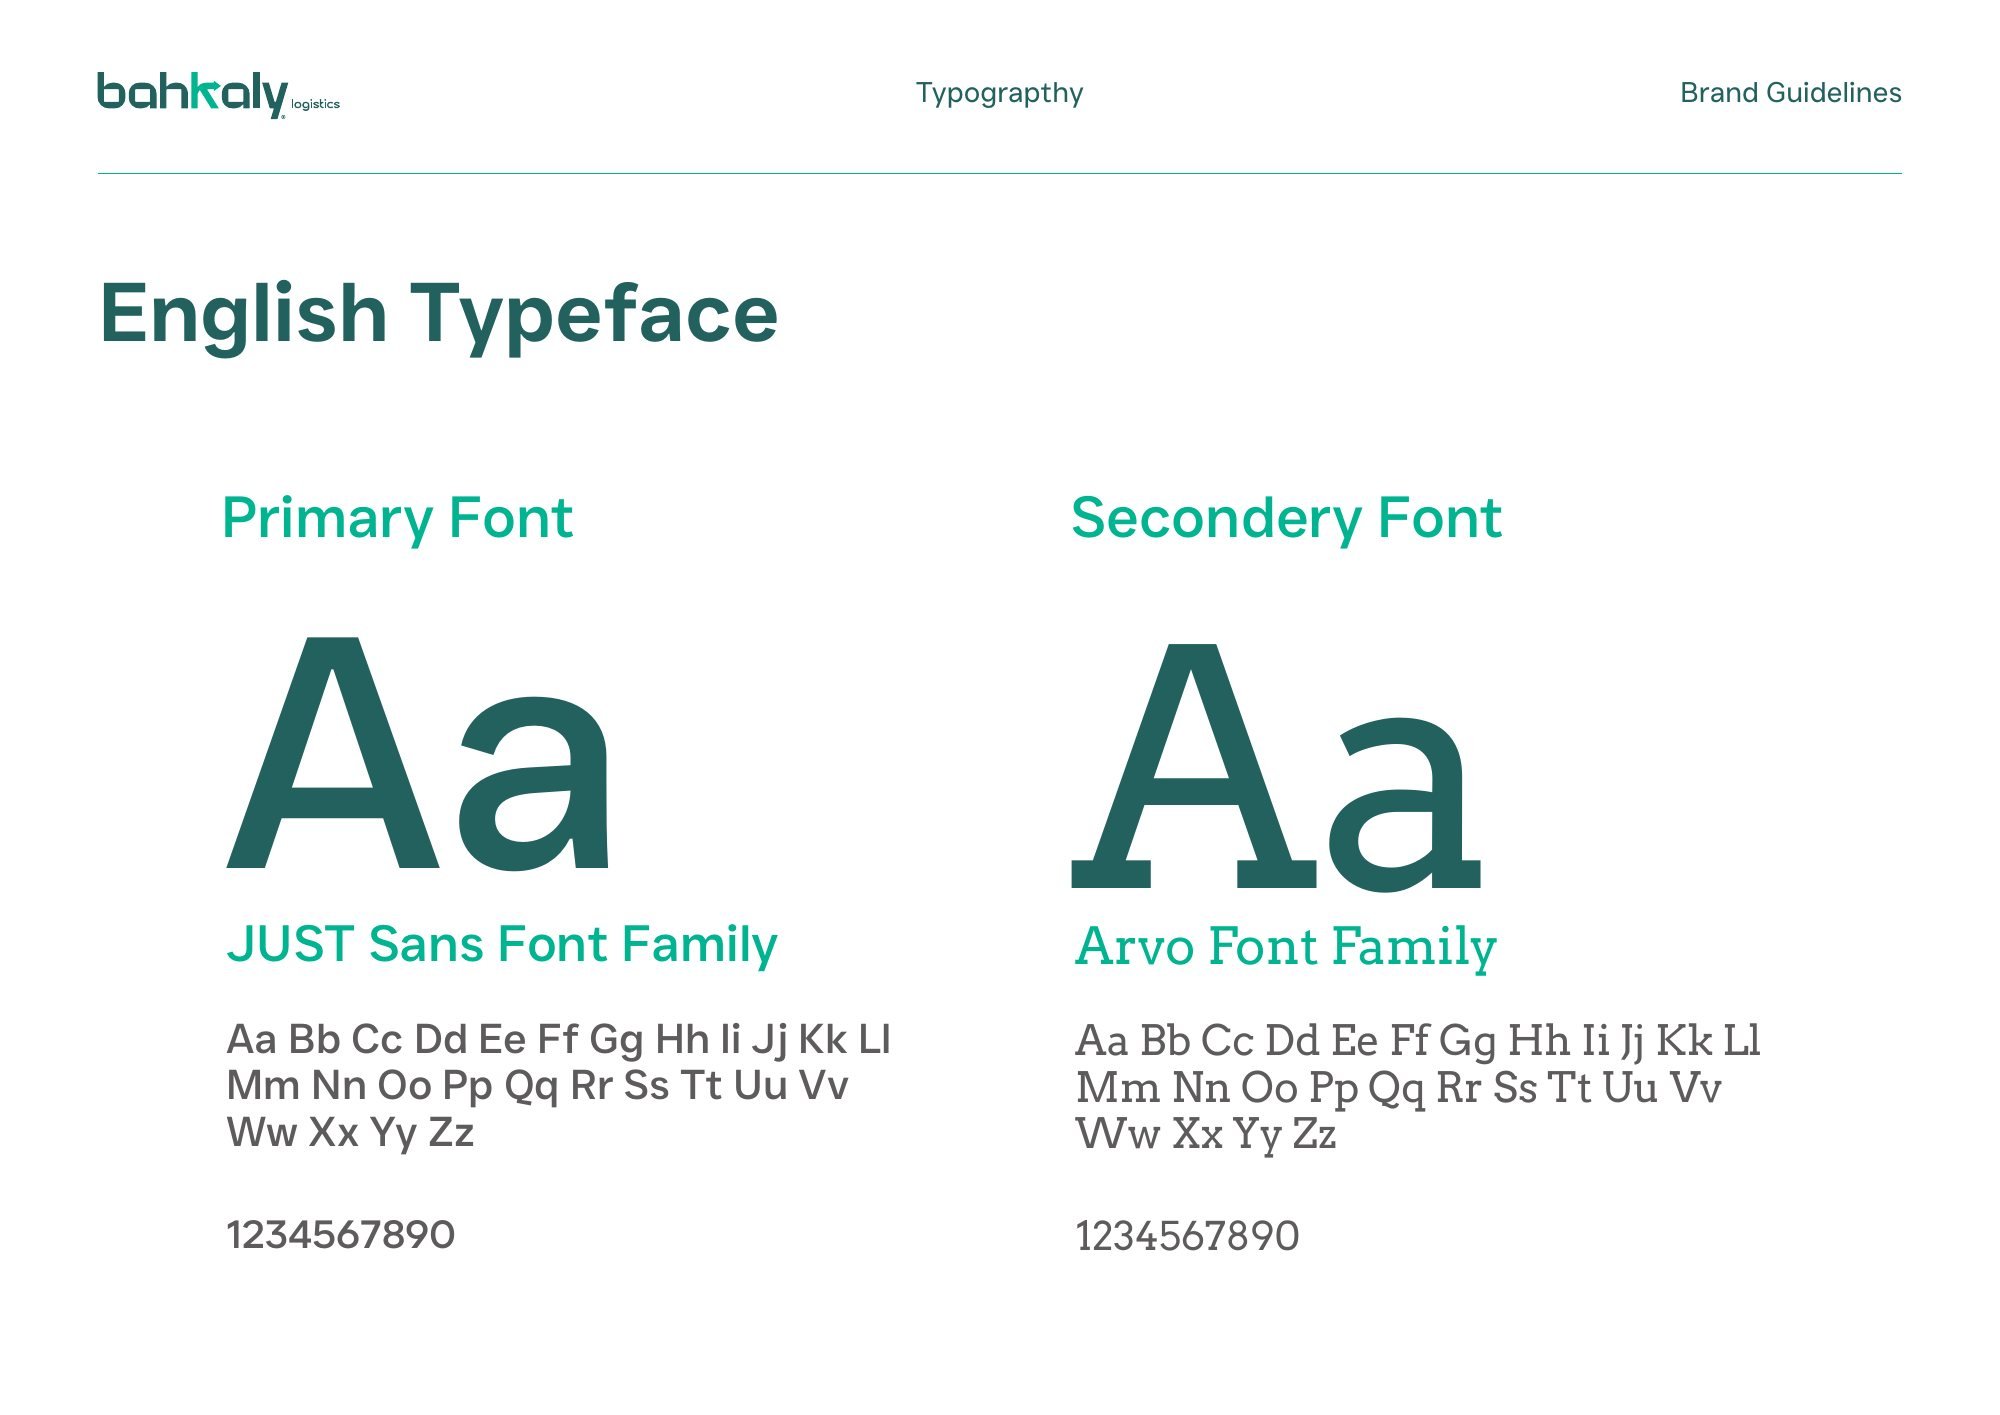 bahkaly logistics
Typograpthy
Brand Guidelines
English Typeface
Primary Font
Aa
JUST Sans Font Family
Aa Bb Cc Dd Ee Ff Gg Hh Ii Jj Kk Ll
Mm Nn Oo Pp Qq Rr Ss Tt Uu Vv
Ww Xx Yy Zz
1234567890
Secondery Font
Aa
Arvo Font Family
Aa Bb Cc Dd Ee Ff Gg Hh Ii Jj Kk Ll
Mm Nn Oo Pp Qq Rr Ss Tt Uu Vv
Ww Xx Yy Zz
1234567890